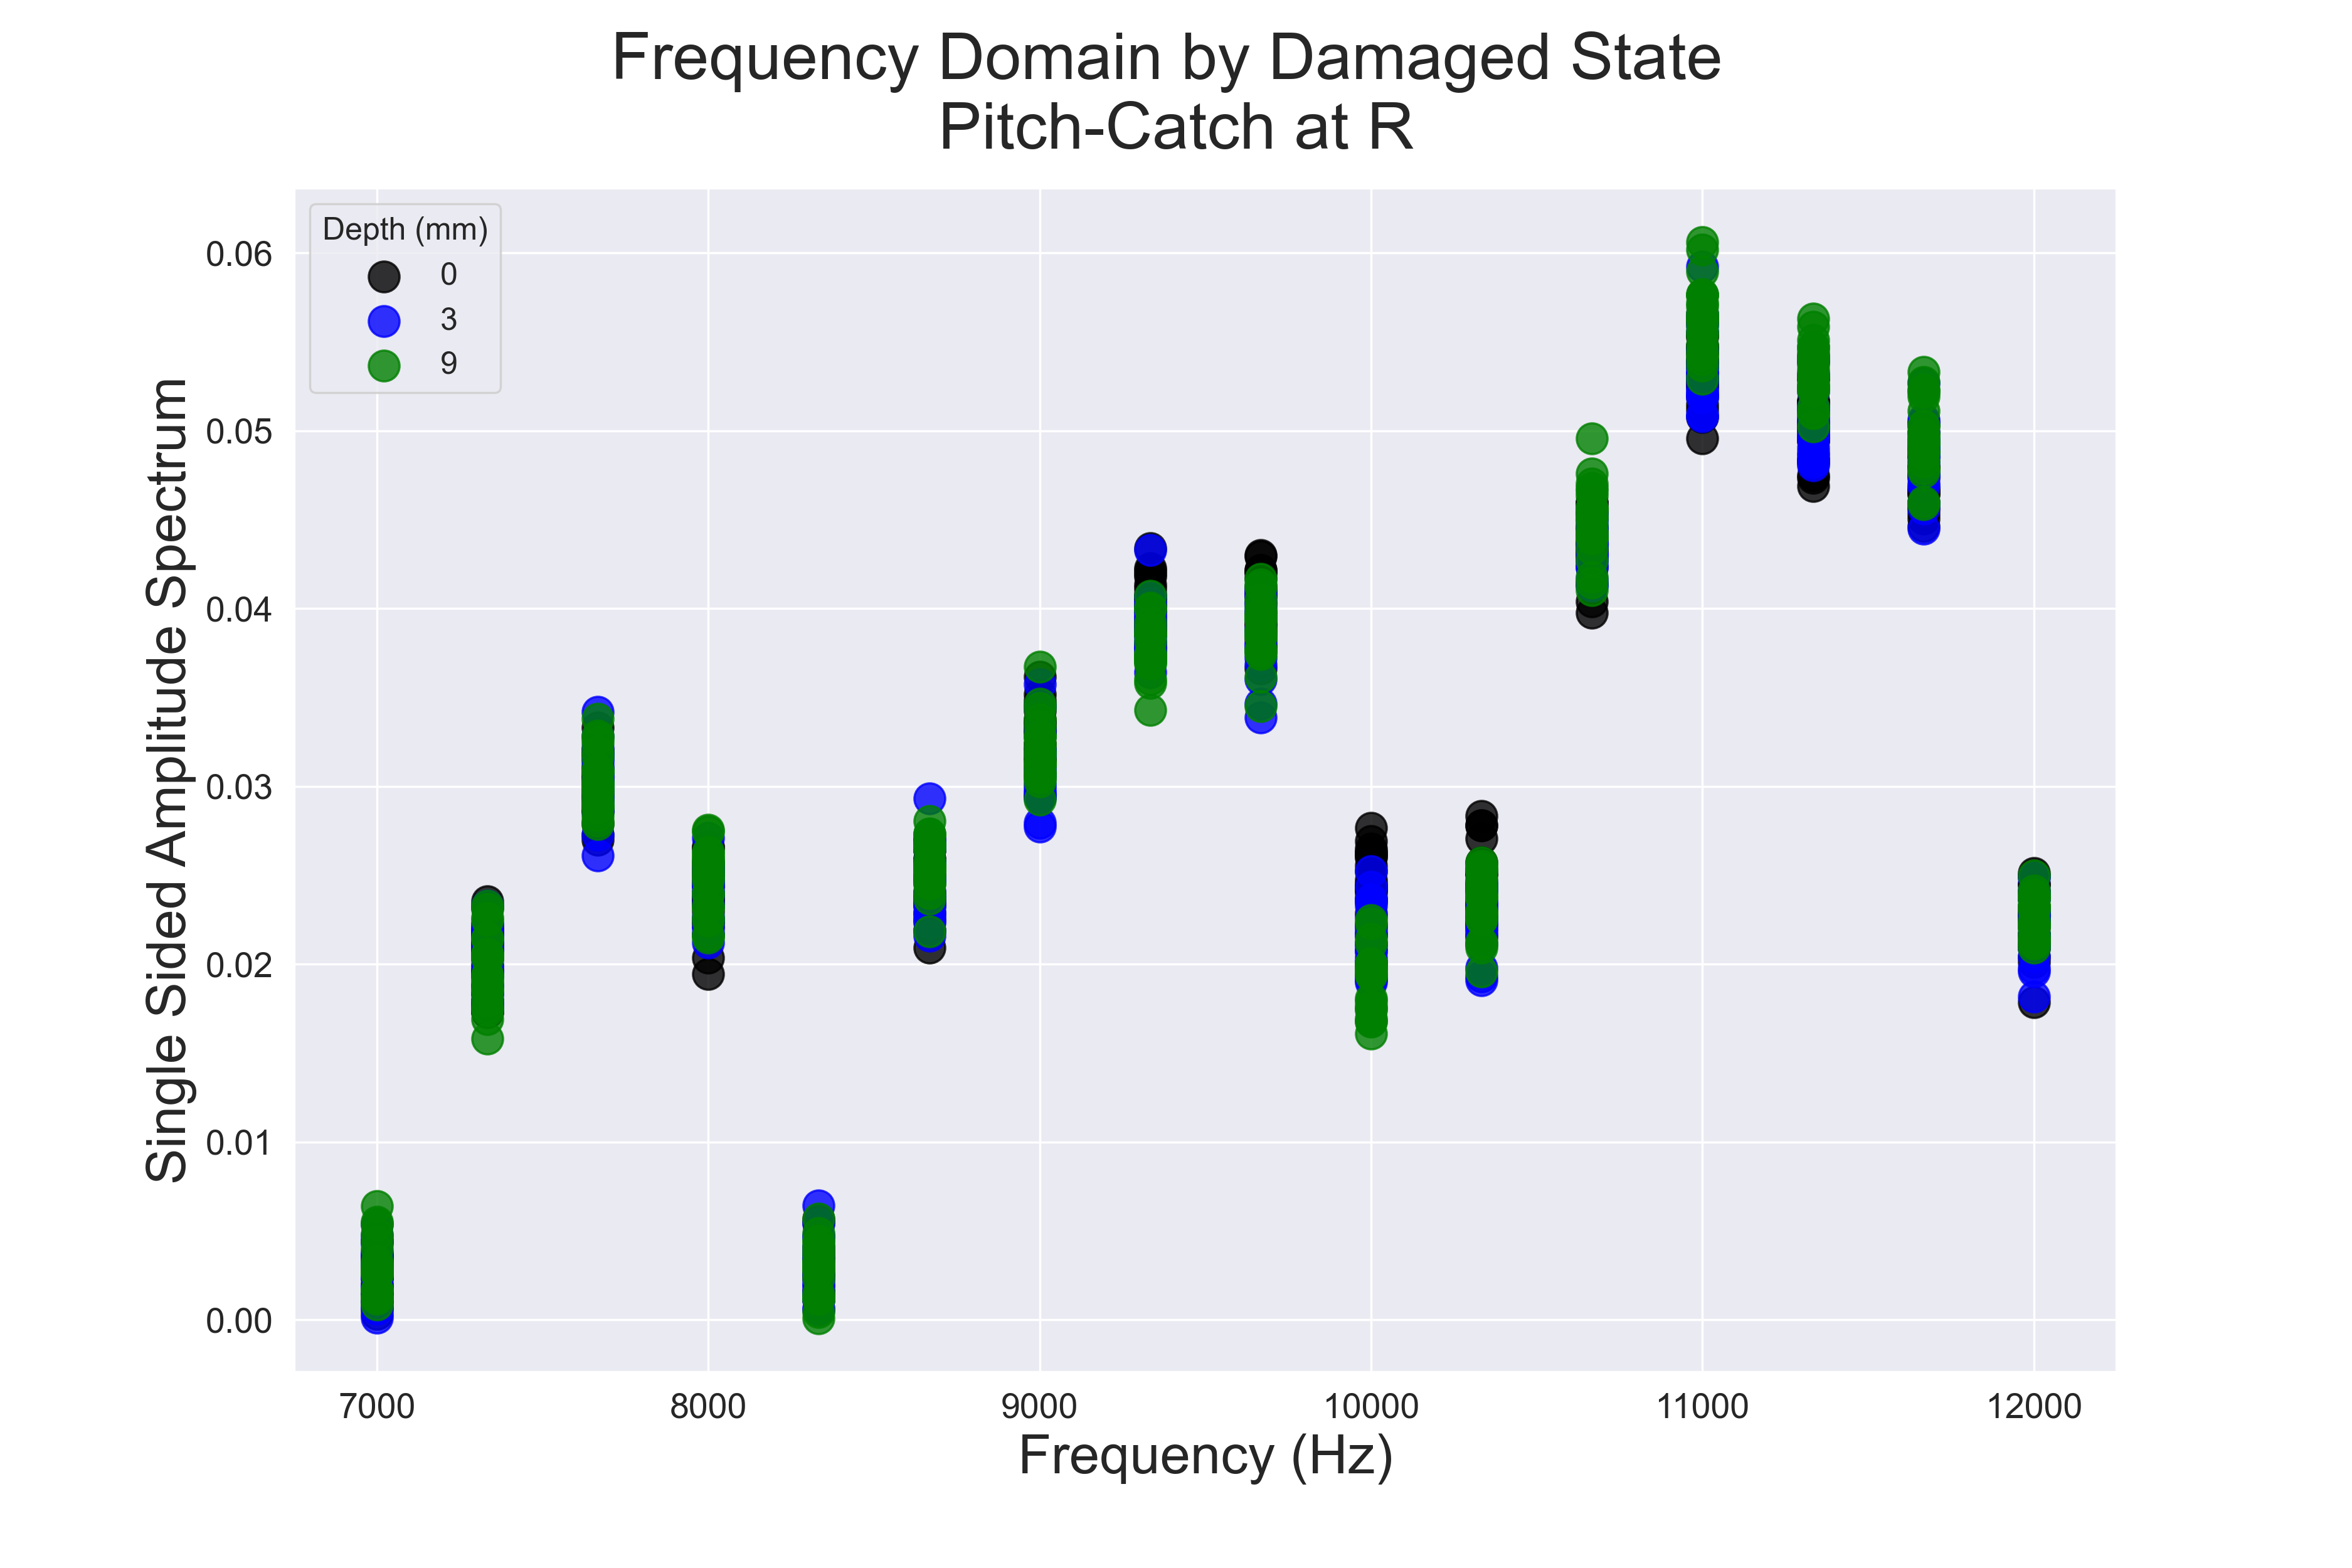 Frequency Domain by Damaged State
Pitch-Catch at R
Depth (mm)
0
3
9
Single Sided Amplitude Spectrum
0.06
0.05
0.04
0.03
0.02
0.01
0.00
7000 8000 9000 10000 11000 12000
Frequency (Hz)